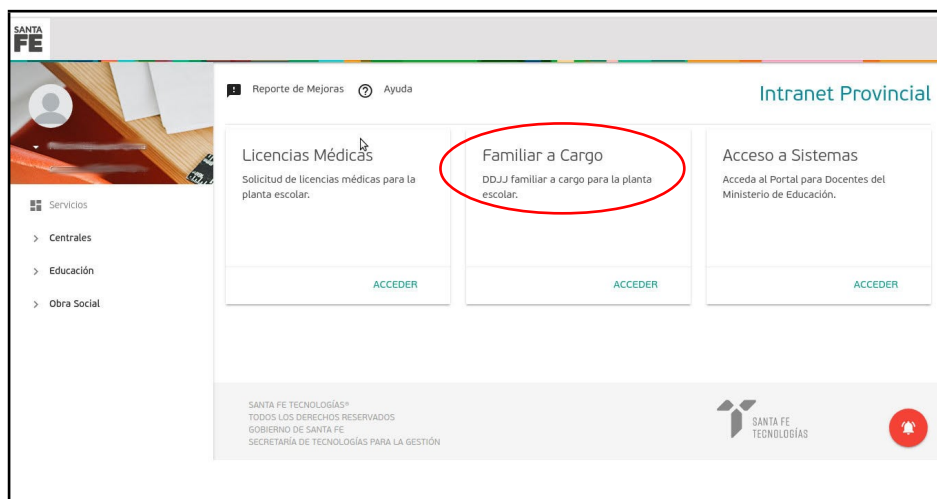 SANTA
FE
Reporte de Mejoras
Ayuda
Intranet Provincial
Servicios
Centrales
Educación
Obra Social
Licencias Médicas
Solicitud de licencias médicas para la
planta escolar.
ACCEDER
Familiar a Cargo
DDJJ familiar a cargo para la planta
escolar.
ACCEDER
Acceso a Sistemas
Acceda al Portal para Docentes del
Ministerio de Educación.
ACCEDER
SANTA FE TECNOLOGÍAS®
TODOS LOS DERECHOS RESERVADOS
GOBIERNO DE SANTA FE
SECRETARÍA DE TECNOLOGÍAS PARA LA GESTIÓN
SANTA FE
TECNOLOGÍAS